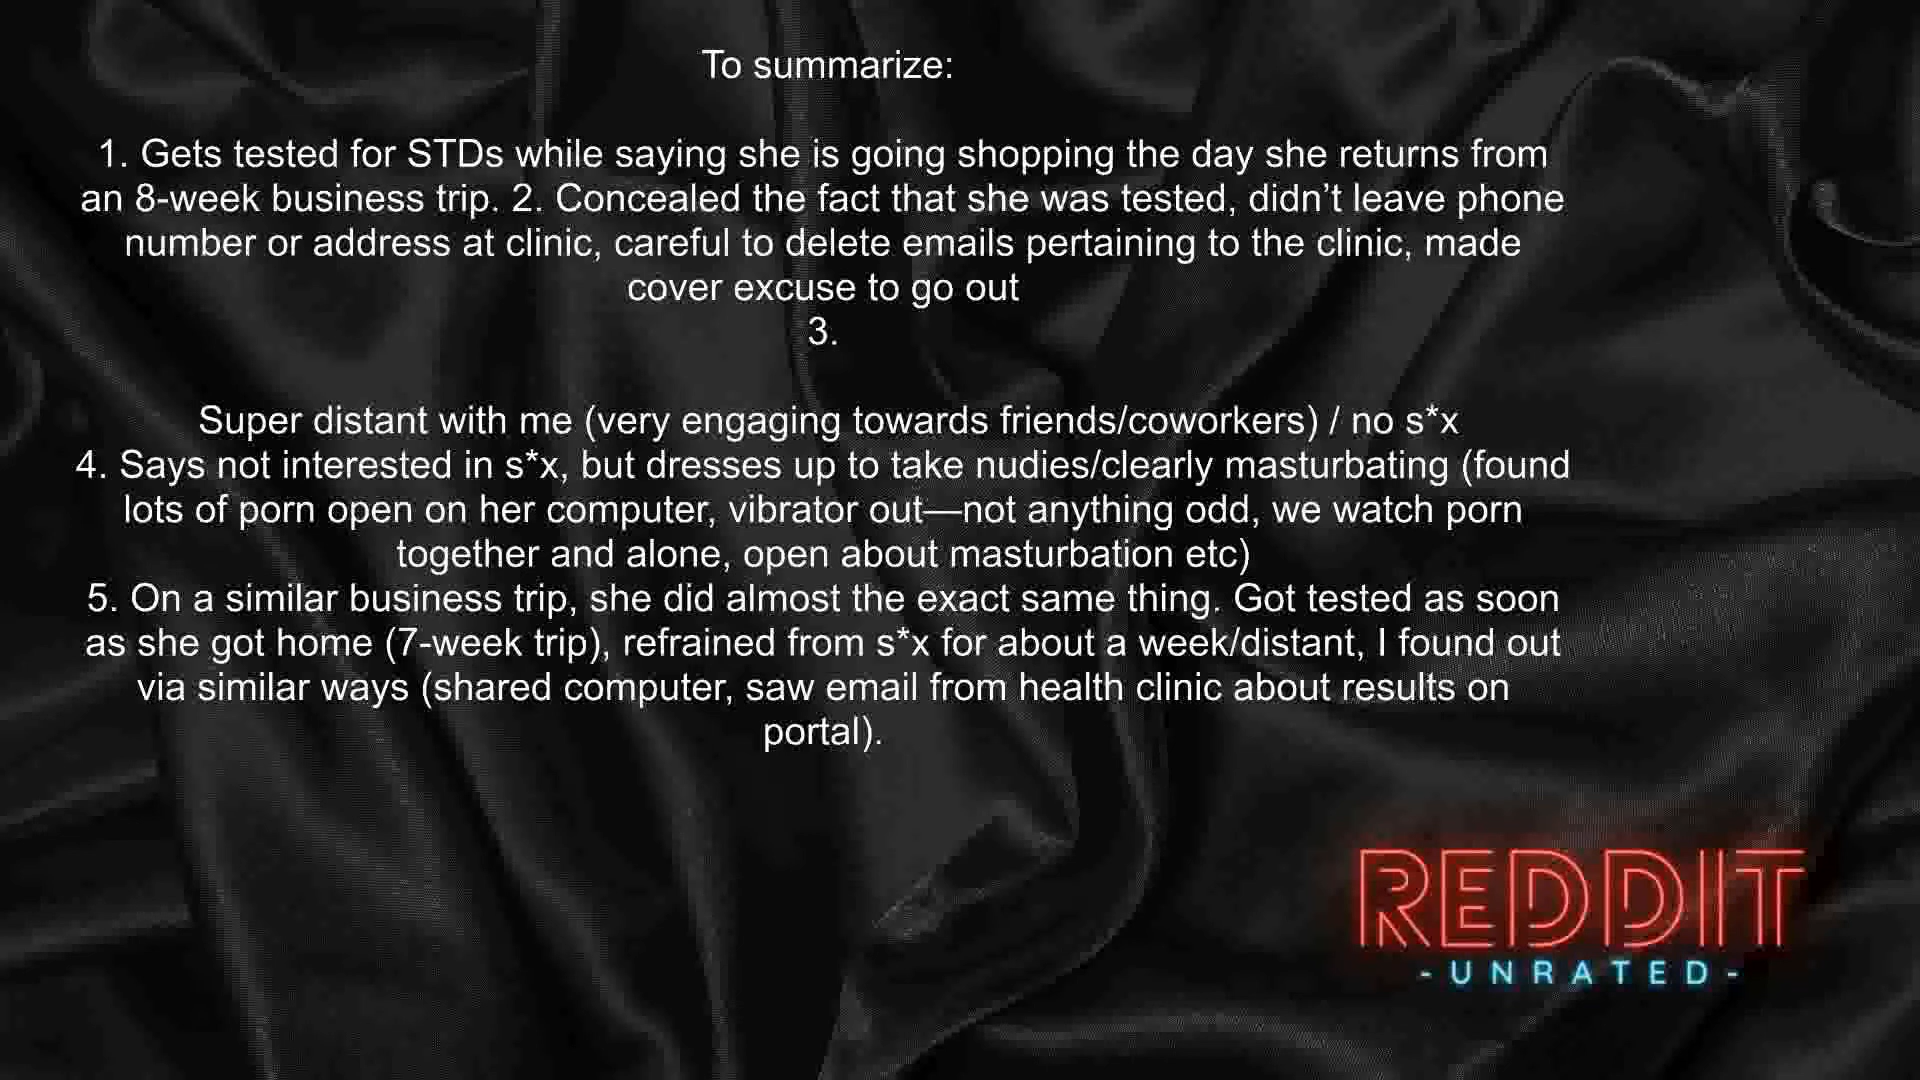 To summarize:
1. Gets tested for STDs while saying she is going shopping the day she returns from
an 8-week business trip. 2. Concealed the fact that she was tested, didn’t leave phone
number or address at clinic, careful to delete emails pertaining to the clinic, made
cover excuse to go out
3.
Super distant with me (very engaging towards friends/coworkers) / no s*x
4. Says not interested in s*x, but dresses up to take nudies/clearly masturbating (found
lots of porn open on her computer, vibrator out—not anything odd, we watch porn
together and alone, open about masturbation etc)
5. On a similar business trip, she did almost the exact same thing. Got tested as soon
as she got home (7-week trip), refrained from s*x for about a week/distant, I found out
via similar ways (shared computer, saw email from health clinic about results on
portal).
REDDIT
-UNRATED-